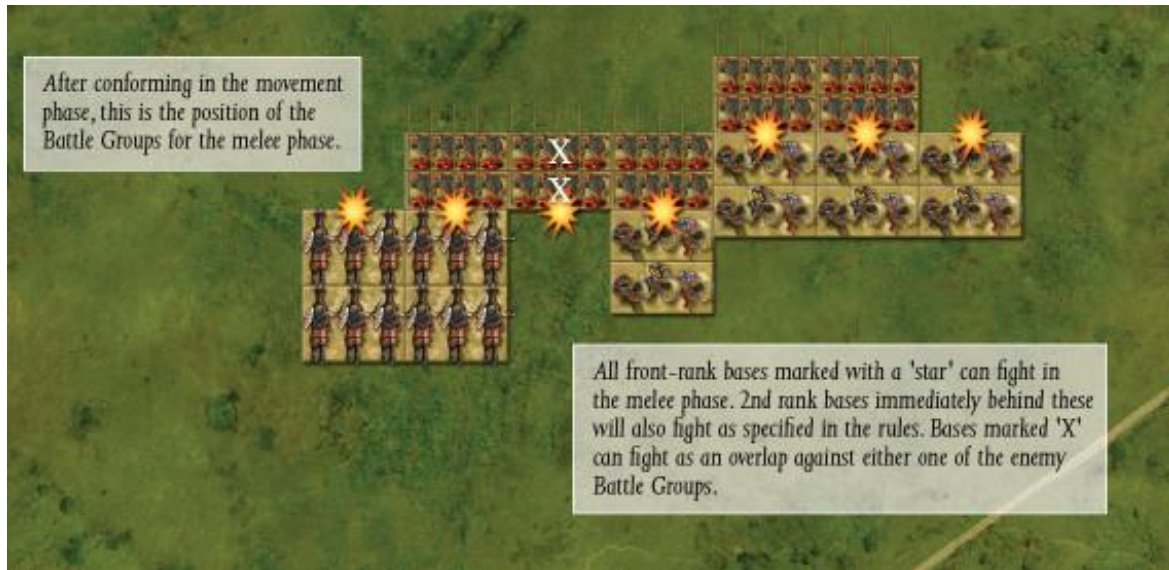 After conforming in the movement
phase, this is the position of the
Battle Groups for the melee phase.
X
X
All front-rank bases marked with a 'star' can fight in
the melee phase. 2nd rank bases immediately behind these
will also fight as specified in the rules. Bases marked 'X'
can fight as an overlap against either one of the enemy
Battle Groups.